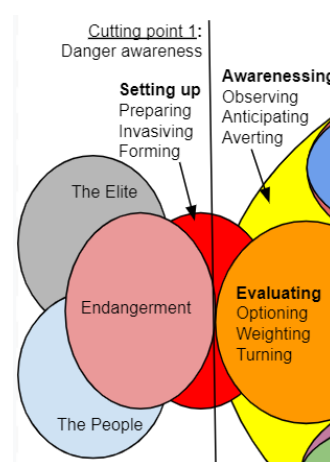 Cutting point 1:
Danger awareness
Setting up
Preparing
Invasiving
Forming
Awarenessing
Observing
Anticipating
Averting
The Elite
Endangerment
Evaluating
Optioning
Weighting
Turning
The People